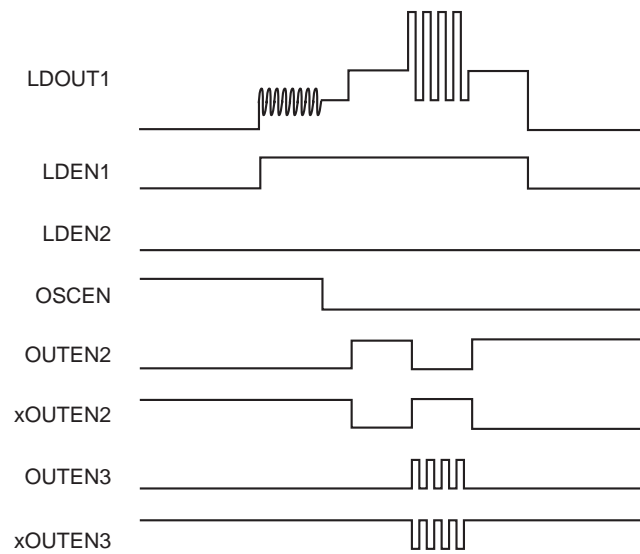 LDOUT1
LDEN1
LDEN2
OSCEN
OUTEN2
xOUTEN2
OUTEN3
xOUTEN3